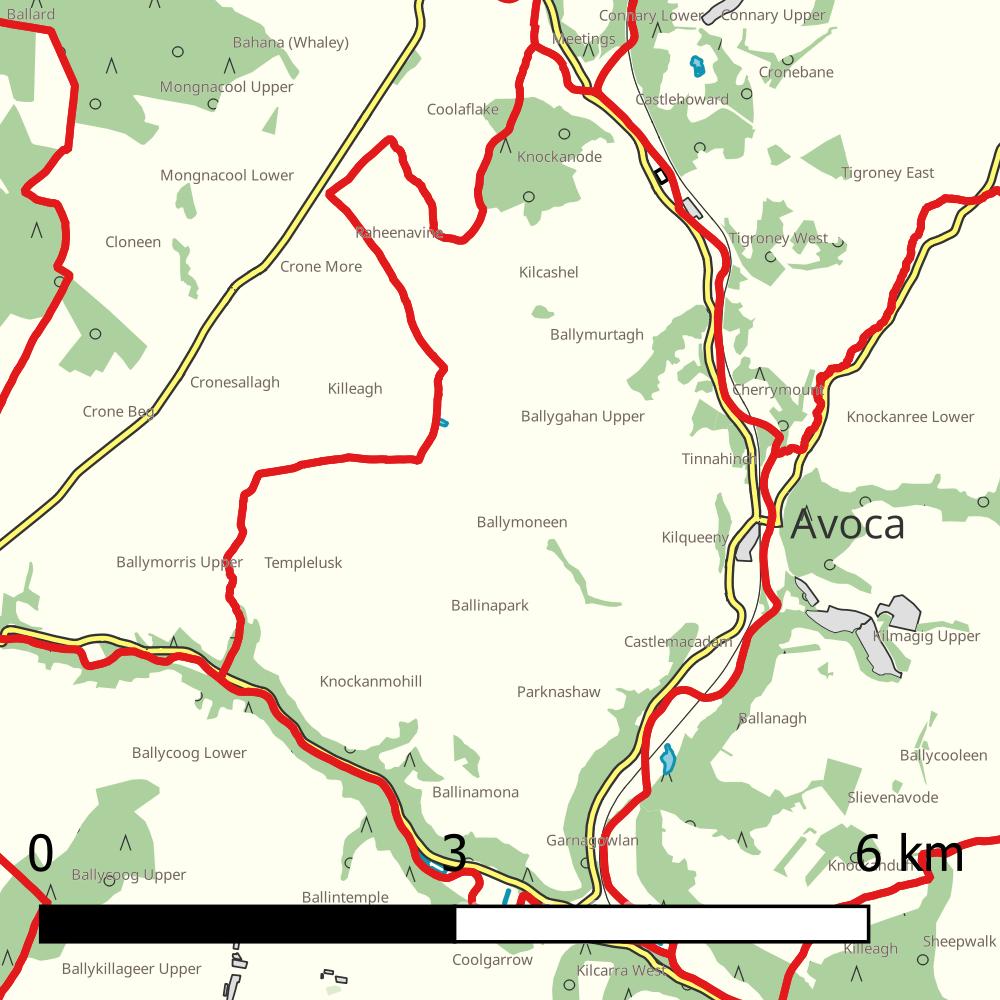 Ballard
Connary Lower
Connary Upper
Bahana (Whaley)
Meetings
Cronebane
Mongnacool Upper
Castlehoward
Coolaflake
Knockanode
Mongnacool Lower
Tigroney East
Raheenavine
Cloneen
Tigroney West
Crone More
Kilcashel
Ballymurtagh
Cronesallagh
Killeagh
Cherrymount
Crone Beg
Ballygahan Upper
Knockanree Lower
Tinnahinch
Ballymoneen
Avoca
Kilqueeny
Ballymorris Upper
Templelusk
Ballinapark
Castlemacadam
Kilmagig Upper
Knockanmohill
Parknashaw
Ballanagh
Ballycoog Lower
Ballycooleen
Ballinamona
Slievenavode
Garnagowlan
0
3
6 km
Ballycoog Upper
Ballintemple
Coolgarrow
Killeagh
Sheepwalk
Ballykillageer Upper
Kilcarra West